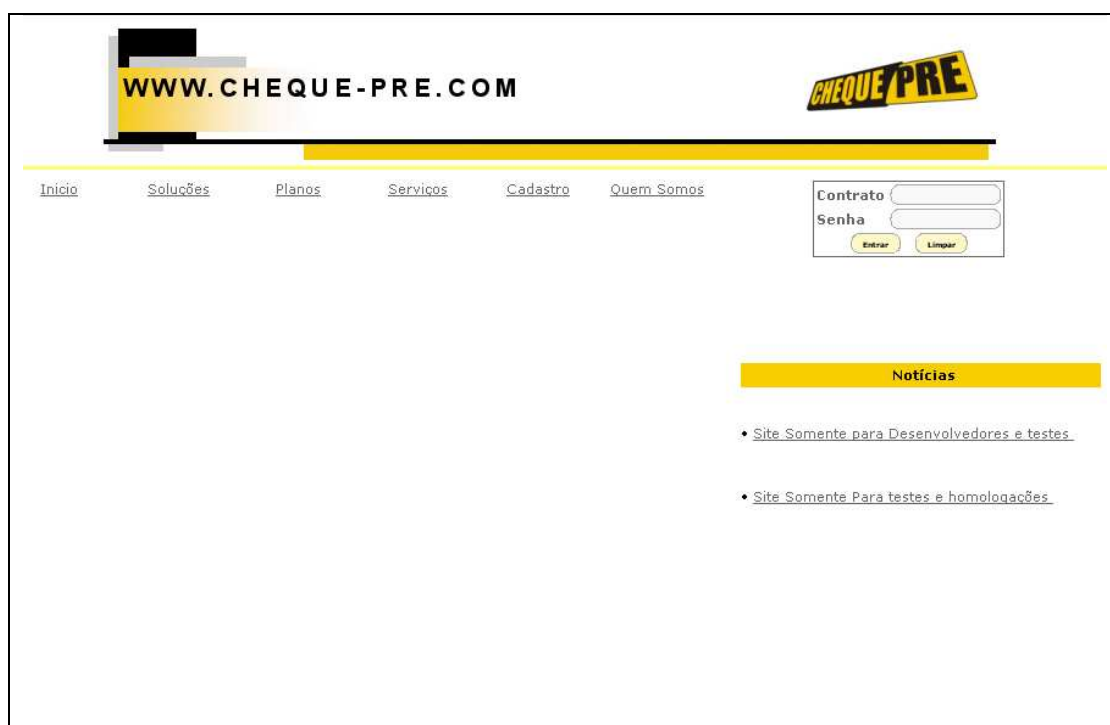 WWW.CHEQUE-PRE.COM
CHEQUE PRE
Inicio Soluções Planos Serviços Cadastro Quem Somos
Contrato
Senha
Entrar Limpar
Notícias
• Site Somente para Desenvolvedores e testes
• Site Somente Para testes e homologações